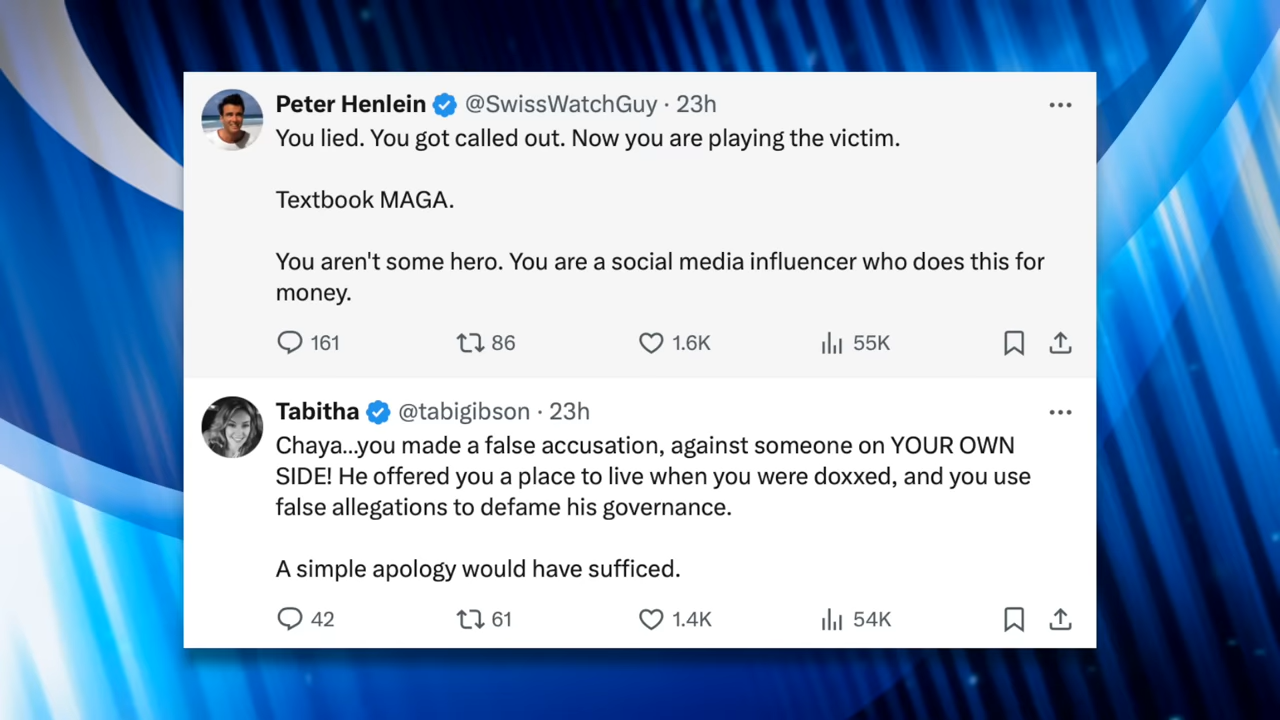 Peter Henlein @SwissWatchGuy · 23h
You lied. You got called out. Now you are playing the victim.
Textbook MAGA.
You aren't some hero. You are a social media influencer who does this for
money.
161 86 1.6K 55K
Tabitha @tabigibson · 23h
Chaya...you made a false accusation, against someone on YOUR OWN
SIDE! He offered you a place to live when you were doxxed, and you use
false allegations to defame his governance.
A simple apology would have sufficed.
42 61 1.4K 54K